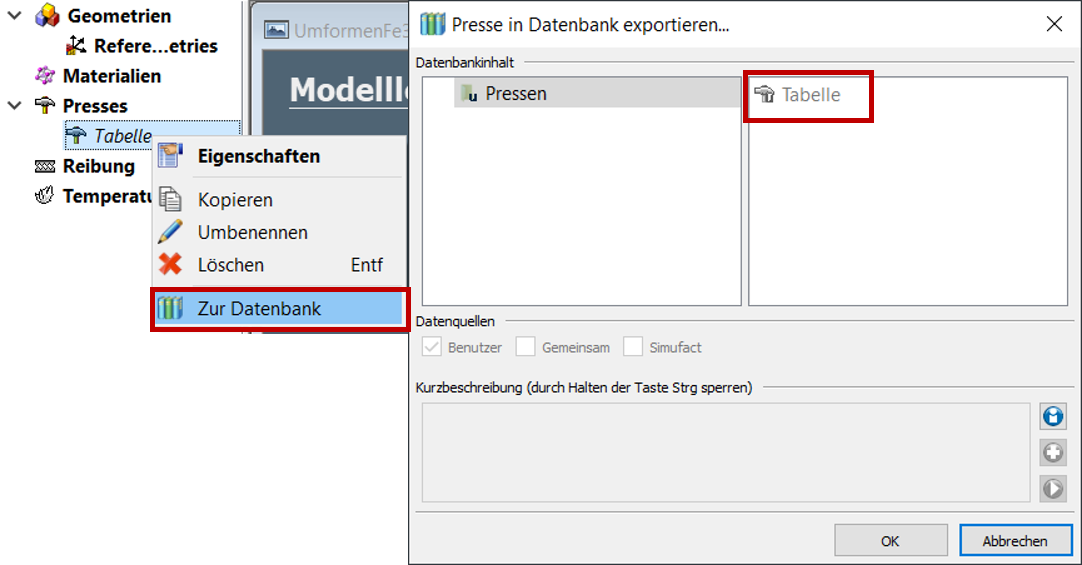 Geometrien
Refere...etries
Materialien
Presses
Tabelle
Reibung
Temperatu
Eigenschaften
Kopieren
Umbenennen
Löschen Entf
Zur Datenbank
UmformenFe3
Modellle
Presse in Datenbank exportieren...
Datenbankinhalt
u Pressen
Tabelle
Datenquellen
Benutzer Gemeinsam Simufact
Kurzbeschreibung (durch Halten der Taste Strg sperren)
OK Abbrechen